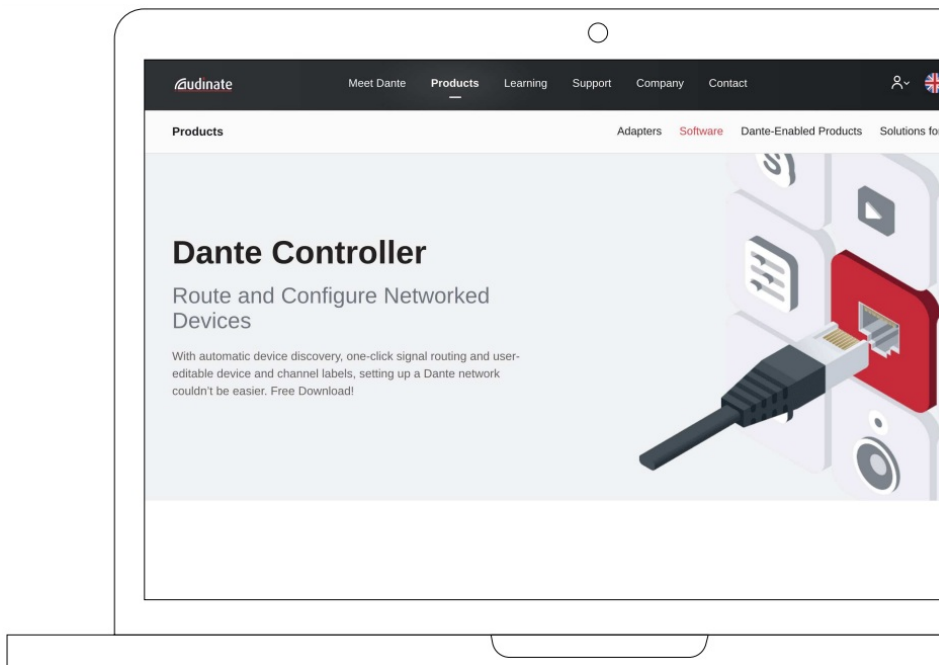 Audinate
Meet Dante Products Learning Support Company Contact
Products
Adapters Software Dante-Enabled Products Solutions for
Dante Controller
Route and Configure Networked
Devices
With automatic device discovery, one-click signal routing and user-
editable device and channel labels, setting up a Dante network
couldn’t be easier. Free Download!